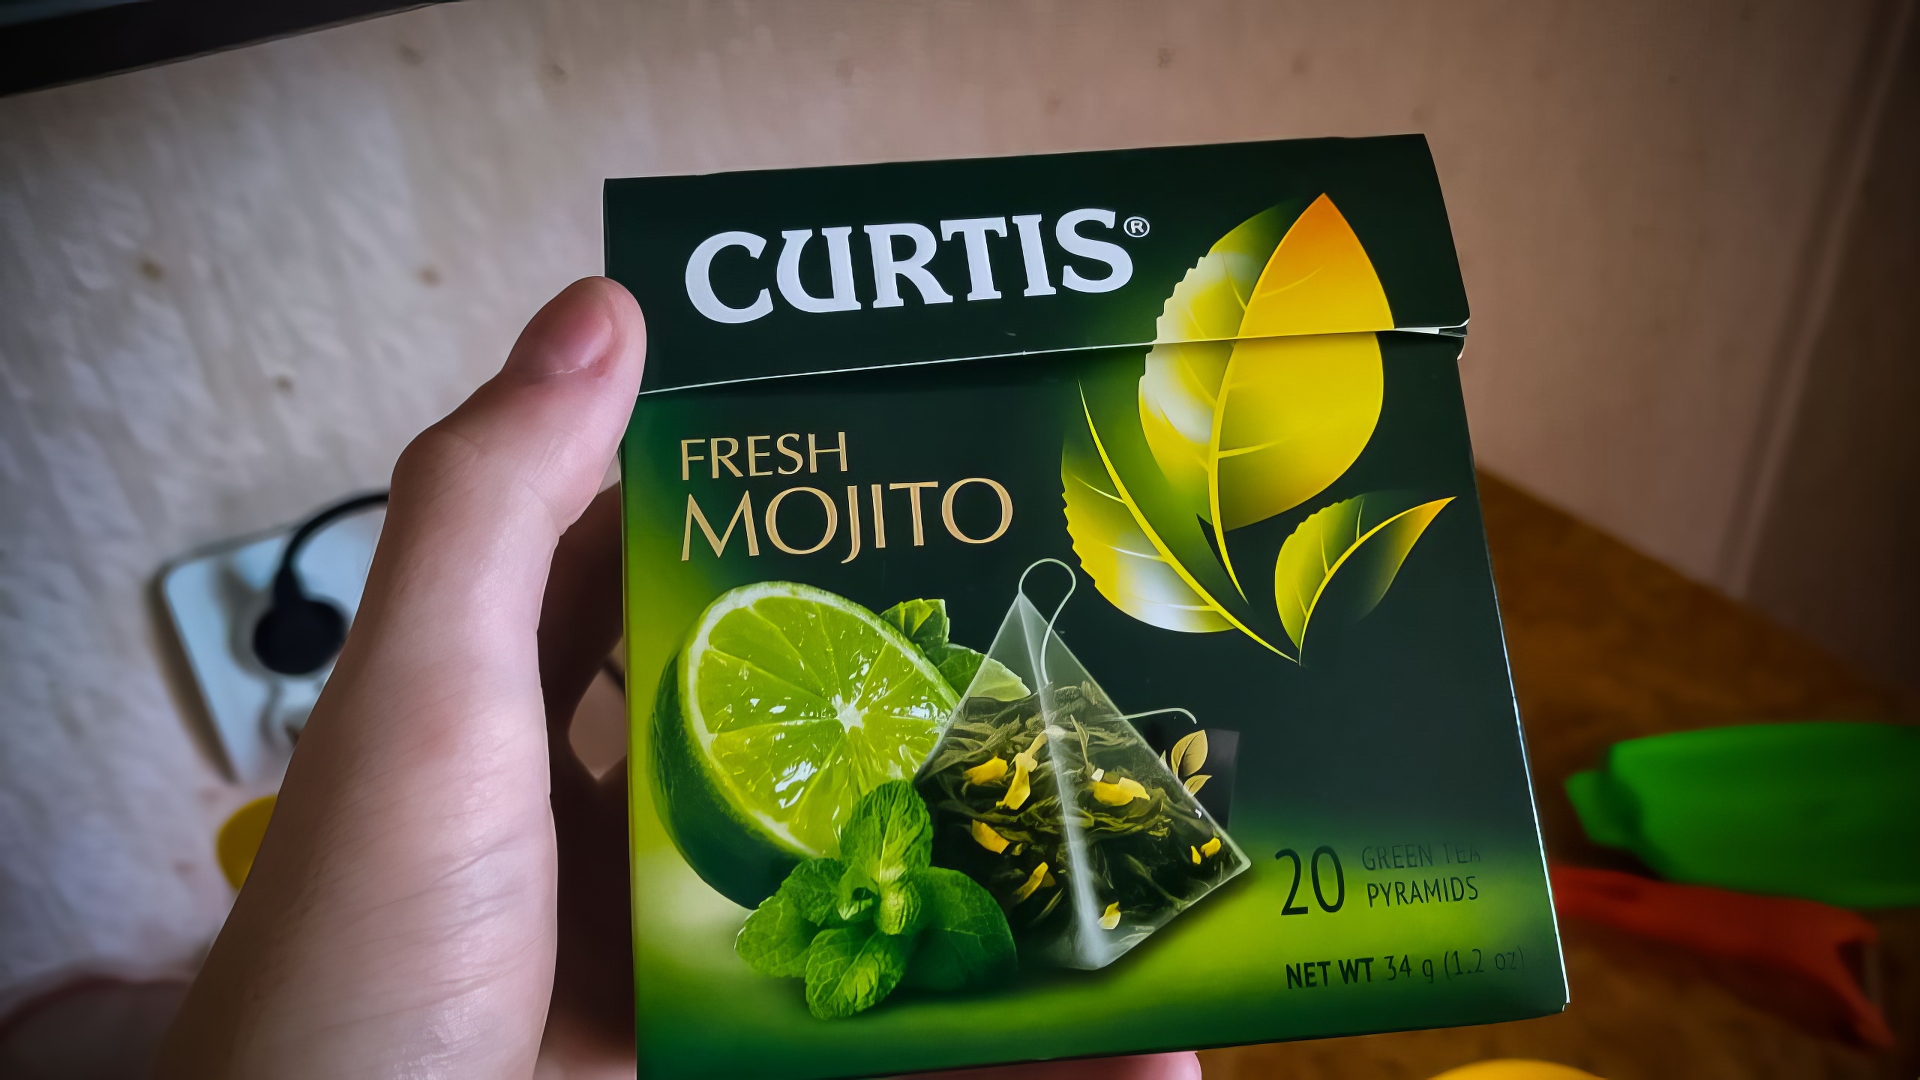 CURTIS®
FRESH
MOJITO
20 GREEN TEA
PYRAMIDS
NET WT 34 g (1.2 oz)